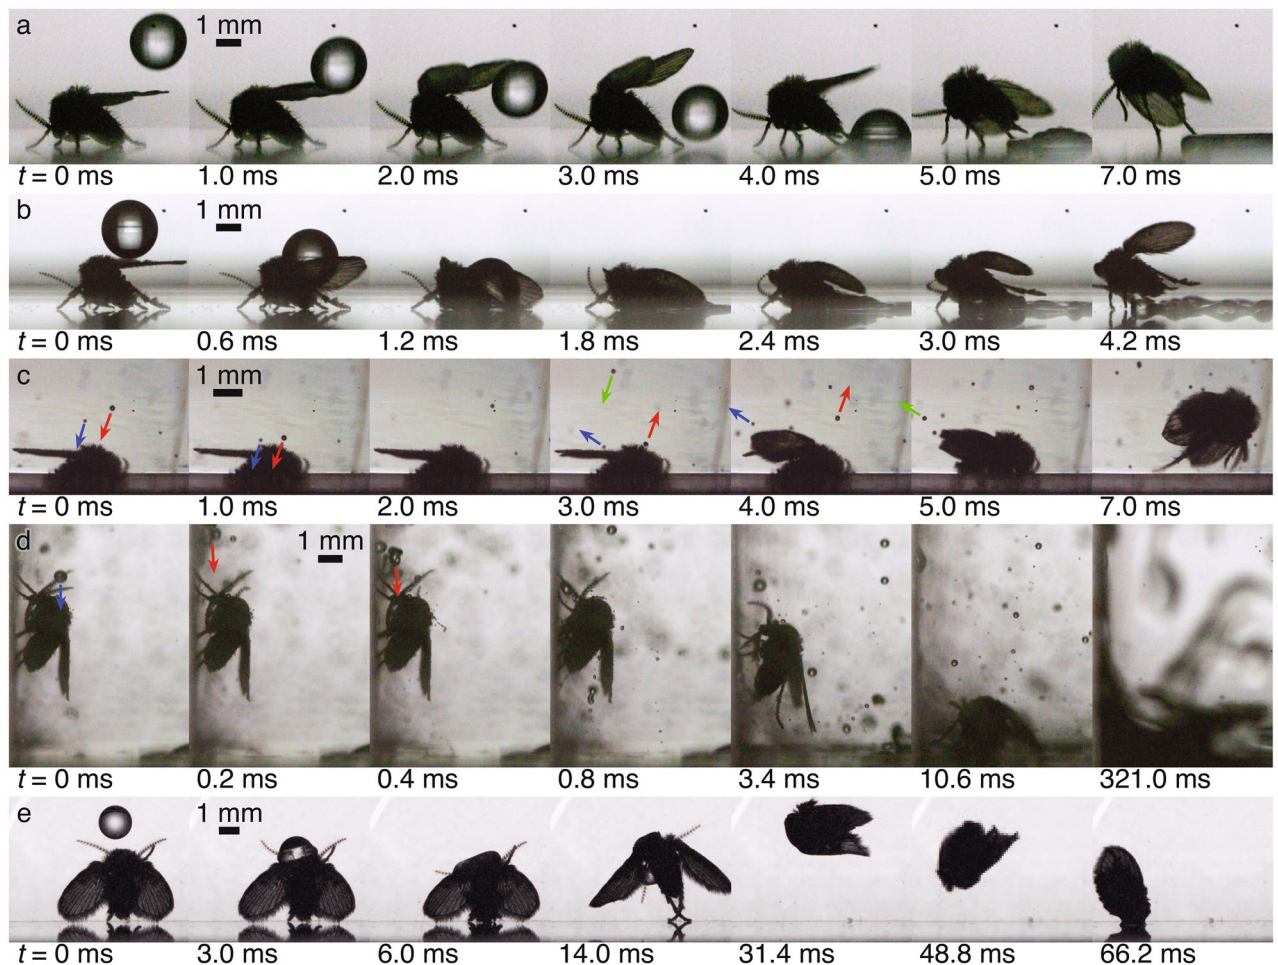 a 1 mm
t = 0 ms 1.0 ms 2.0 ms 3.0 ms 4.0 ms 5.0 ms 7.0 ms
b 1 mm
t = 0 ms 0.6 ms 1.2 ms 1.8 ms 2.4 ms 3.0 ms 4.2 ms
c 1 mm
t = 0 ms 1.0 ms 2.0 ms 3.0 ms 4.0 ms 5.0 ms 7.0 ms
d 1 mm
t = 0 ms 0.2 ms 0.4 ms 0.8 ms 3.4 ms 10.6 ms 321.0 ms
e 1 mm
t = 0 ms 3.0 ms 6.0 ms 14.0 ms 31.4 ms 48.8 ms 66.2 ms